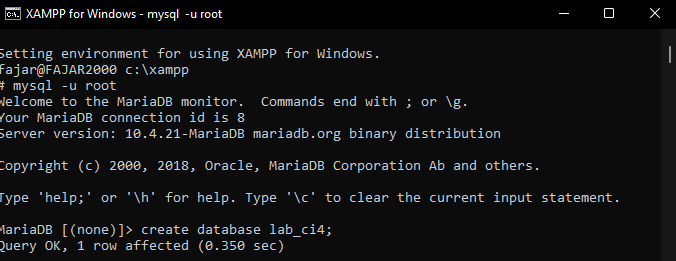 XAMPP for Windows - mysql -u root
Setting environment for using XAMPP for Windows.
fajar@FAJAR2000 c:\xampp
# mysql -u root
Welcome to the MariaDB monitor.  Commands end with ; or \g.
Your MariaDB connection id is 8
Server version: 10.4.21-MariaDB mariadb.org binary distribution
Copyright (c) 2000, 2018, Oracle, MariaDB Corporation Ab and others.
Type 'help;' or '\h' for help. Type '\c' to clear the current input statement.
MariaDB [(none)]> create database lab_ci4;
Query OK, 1 row affected (0.350 sec)